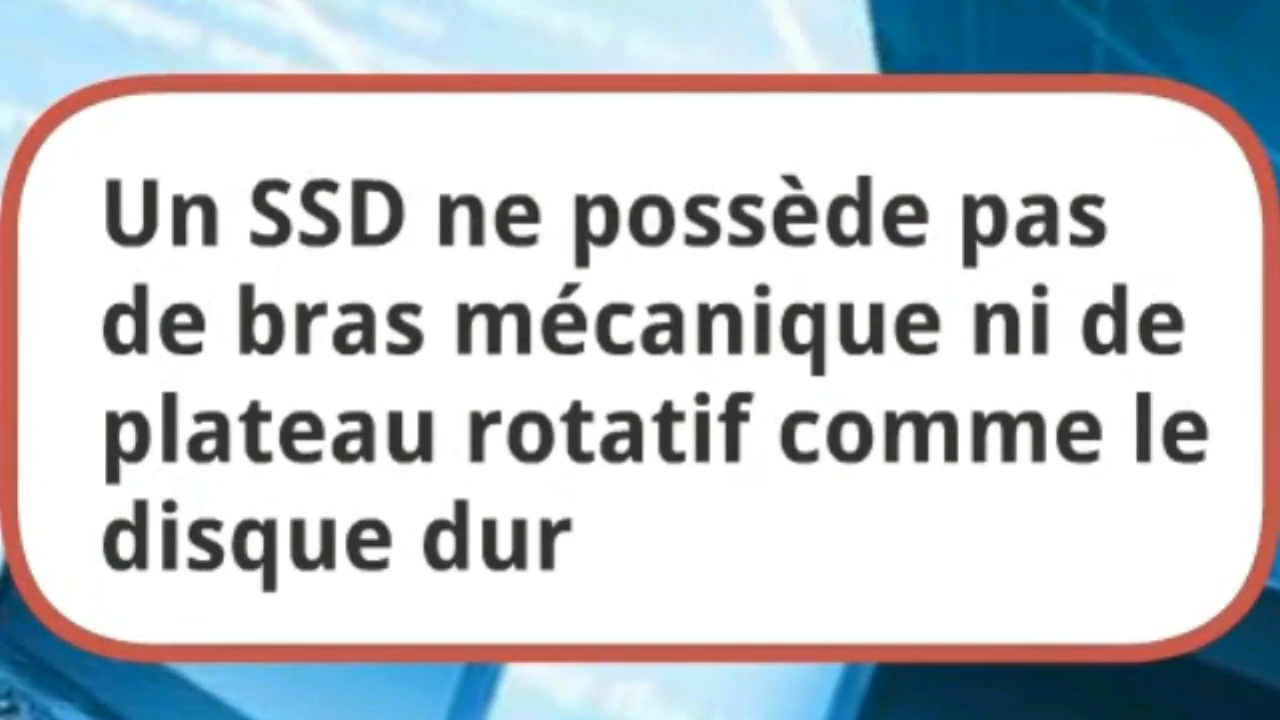 Un SSD ne possède pas
de bras mécanique ni de
plateau rotatif comme le
disque dur